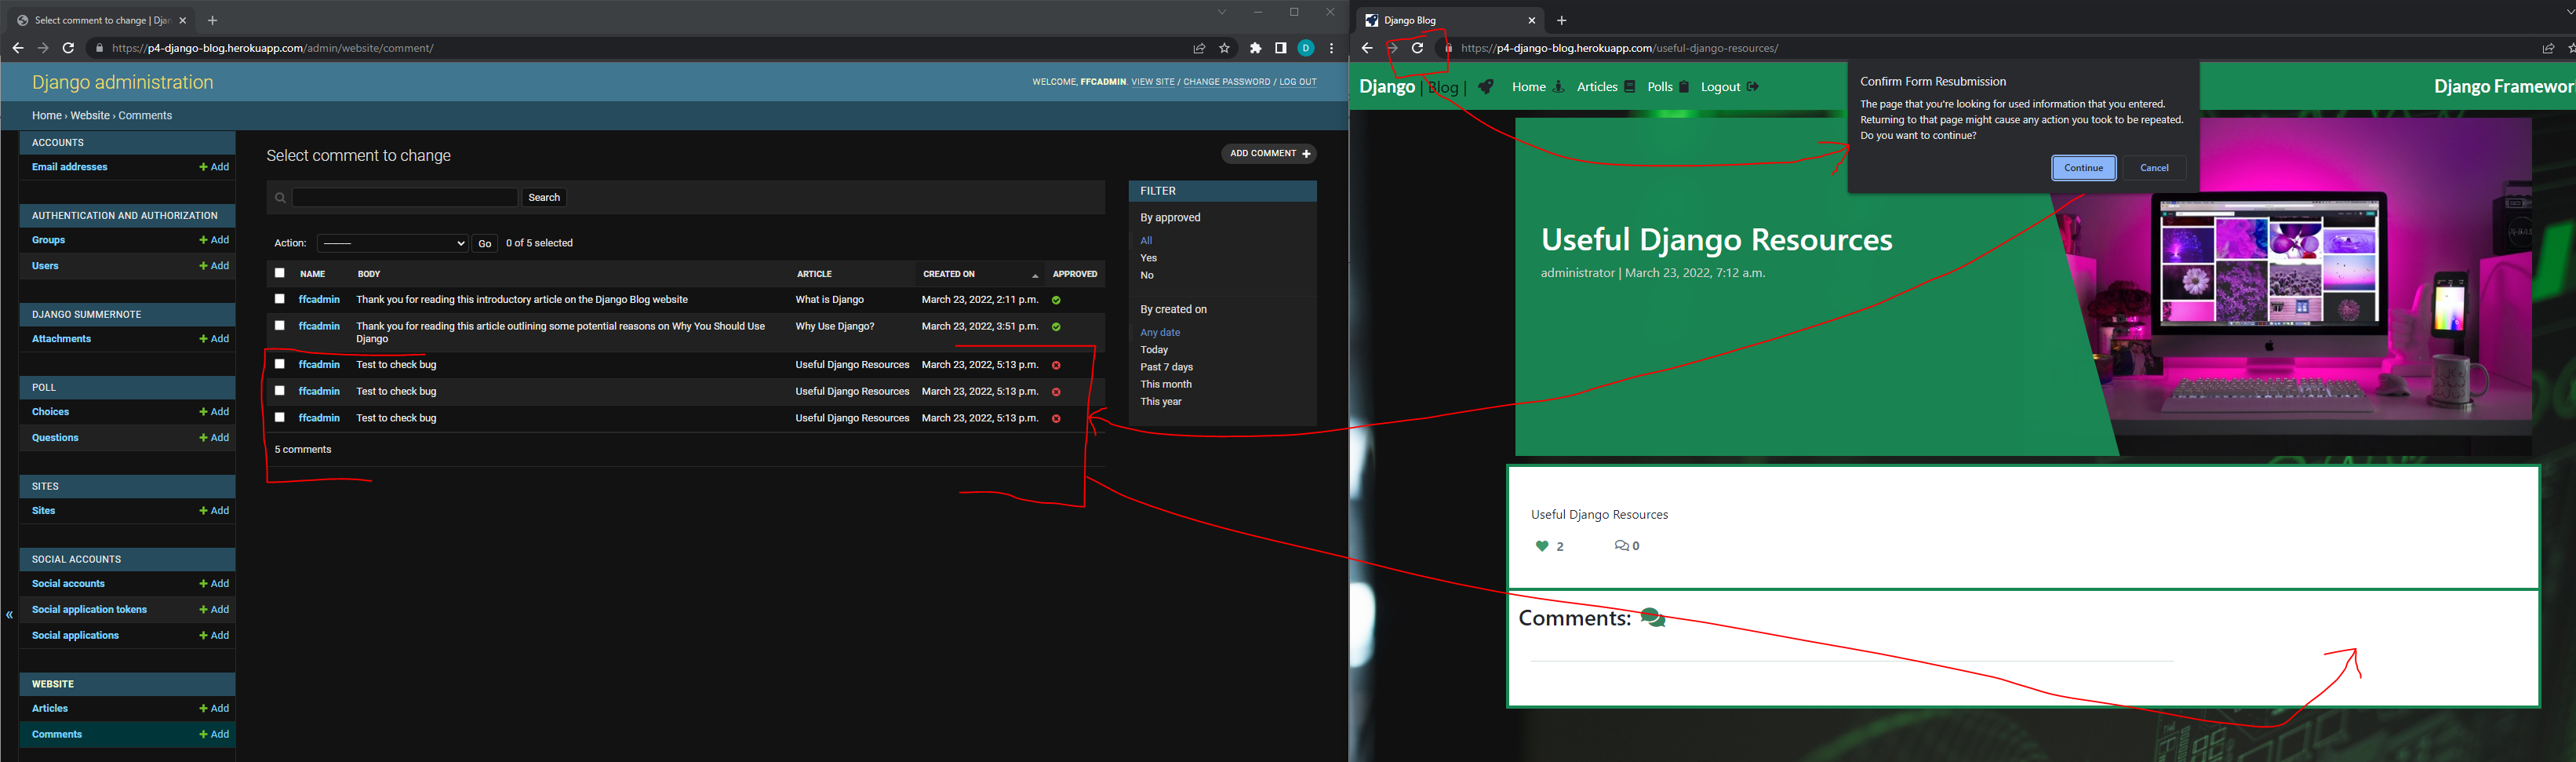 Select comment to change | Djan
https://p4-django-blog.herokuapp.com/admin/website/comment/
D
Django administration
WELCOME, FFCADMIN. VIEW SITE / CHANGE PASSWORD / LOG OUT
Home › Website › Comments
ACCOUNTS
Email addresses + Add
AUTHENTICATION AND AUTHORIZATION
Groups + Add
Users + Add
DJANGO SUMMERNOTE
Attachments + Add
POLL
Choices + Add
Questions + Add
SITES
Sites + Add
SOCIAL ACCOUNTS
Social accounts + Add
Social application tokens + Add
Social applications + Add
WEBSITE
Articles + Add
Comments + Add
«
Select comment to change
ADD COMMENT +
Search
Action: --------- Go 0 of 5 selected
NAME BODY ARTICLE CREATED ON APPROVED
ffcadmin Thank you for reading this introductory article on the Django Blog website What is Django March 23, 2022, 2:11 p.m.
ffcadmin Thank you for reading this article outlining some potential reasons on Why You Should Use Why Use Django? March 23, 2022, 3:51 p.m.
Django
ffcadmin Test to check bug Useful Django Resources March 23, 2022, 5:13 p.m.
ffcadmin Test to check bug Useful Django Resources March 23, 2022, 5:13 p.m.
ffcadmin Test to check bug Useful Django Resources March 23, 2022, 5:13 p.m.
5 comments
FILTER
By approved
All
Yes
No
By created on
Any date
Today
Past 7 days
This month
This year
Django Blog
https://p4-django-blog.herokuapp.com/useful-django-resources/
Django | Blog | Home Articles Polls Logout
Django Framewor
Confirm Form Resubmission
The page that you're looking for used information that you entered.
Returning to that page might cause any action you took to be repeated.
Do you want to continue?
Continue Cancel
Useful Django Resources
administrator | March 23, 2022, 7:12 a.m.
Useful Django Resources
2 0
Comments: